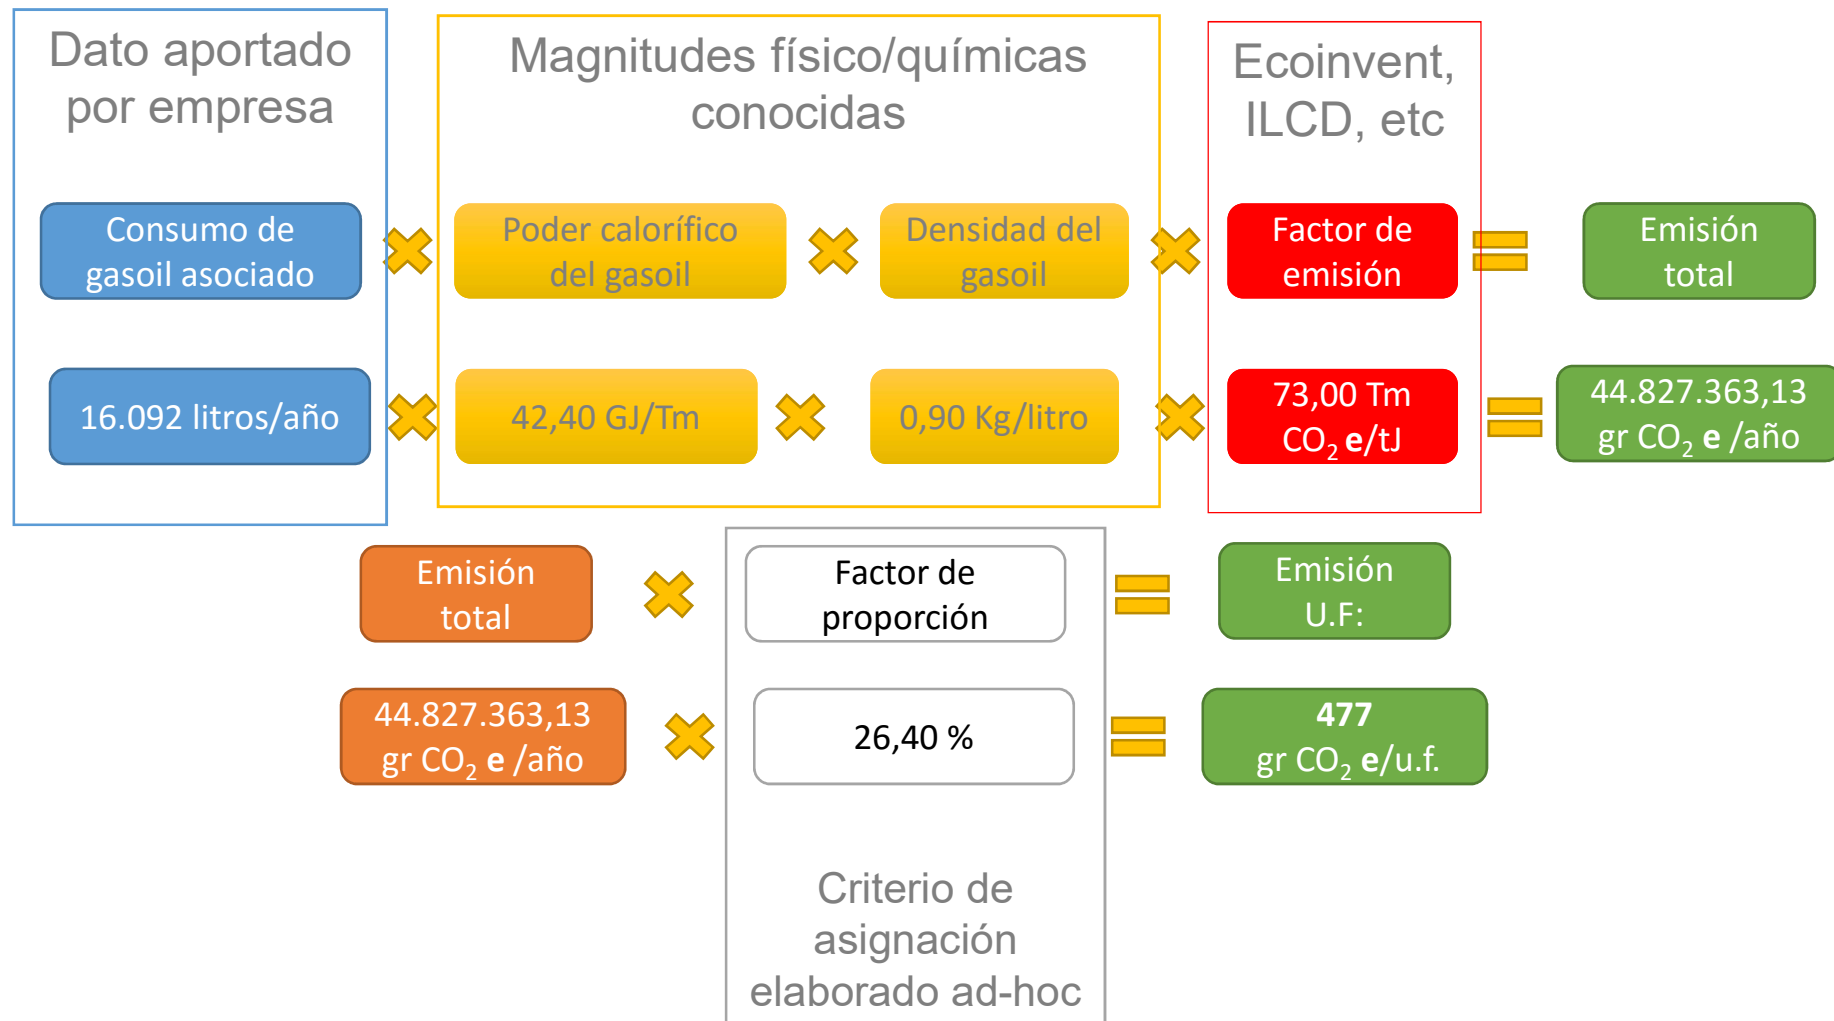 Dato aportado
por empresa
Magnitudes físico/químicas
conocidas
Ecoinvent,
ILCD, etc
Consumo de
gasoil asociado
Poder calorífico
del gasoil
Densidad del
gasoil
Factor de
emisión
Emisión
total
16.092 litros/año
42,40 GJ/Tm
0,90 Kg/litro
73,00 Tm
CO₂ e/tJ
44.827.363,13
gr CO₂ e /año
Emisión
total
Factor de
proporción
Emisión
U.F:
44.827.363,13
gr CO₂ e /año
26,40 %
477
gr CO₂ e/u.f.
Criterio de
asignación
elaborado ad-hoc